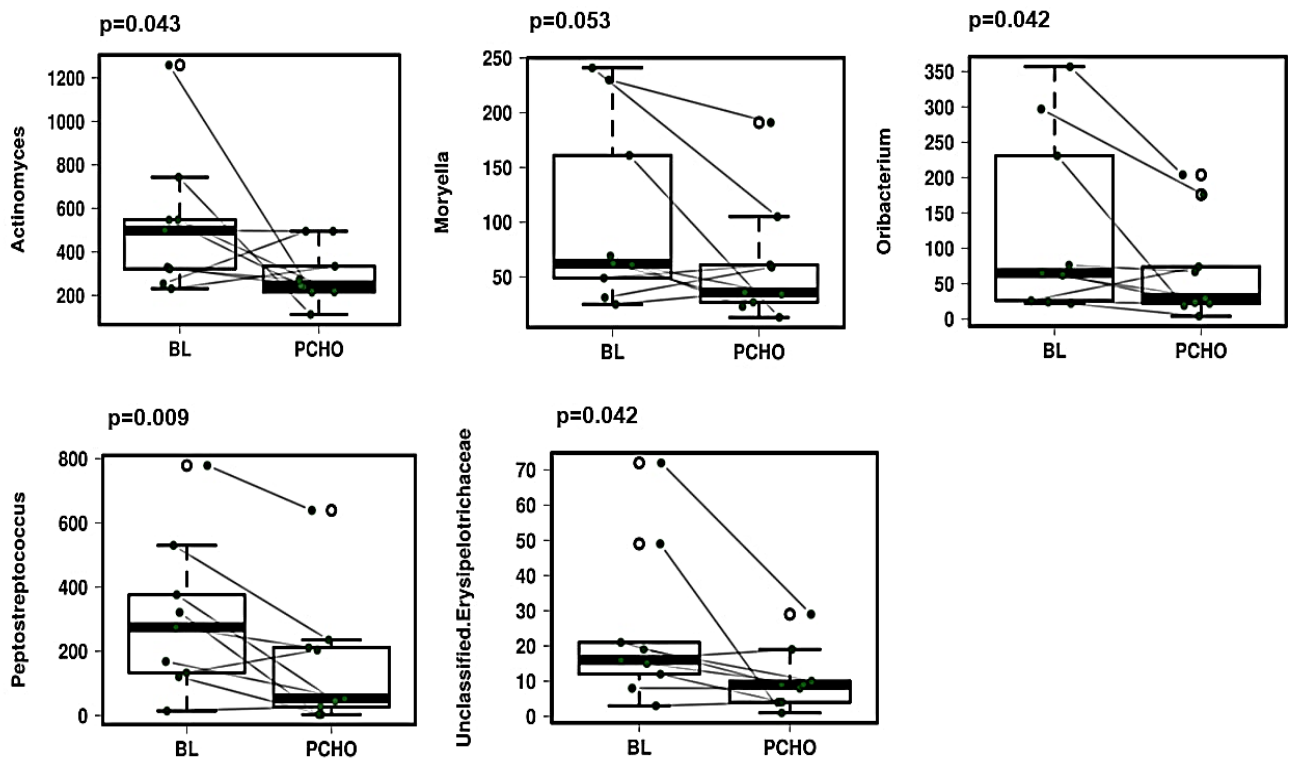 p=0.043
Actinomyces
1200
1000
800
600
400
200
BL
PCHO
p=0.053
Moryella
250
200
150
100
50
BL
PCHO
p=0.042
Oribacterium
350
300
250
200
150
100
50
0
BL
PCHO
p=0.009
Peptostreptococcus
800
600
400
200
0
BL
PCHO
p=0.042
Unclassified.Erysipelotrichaceae
70
60
50
40
30
20
10
0
BL
PCHO